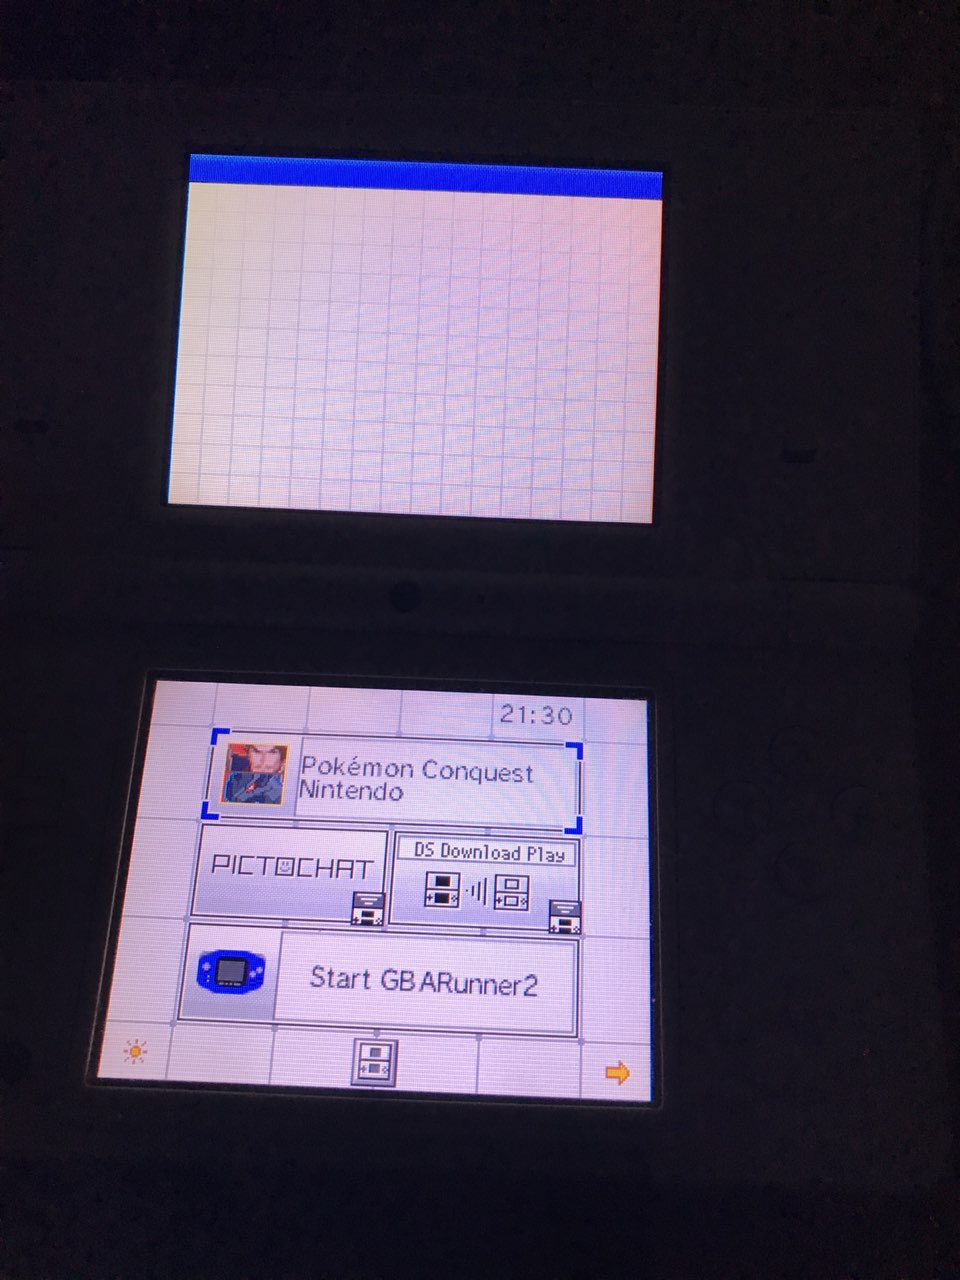 21:30
Pokémon Conquest
Nintendo
PICTOCHAT
DS Download Play
Start GBARunner2